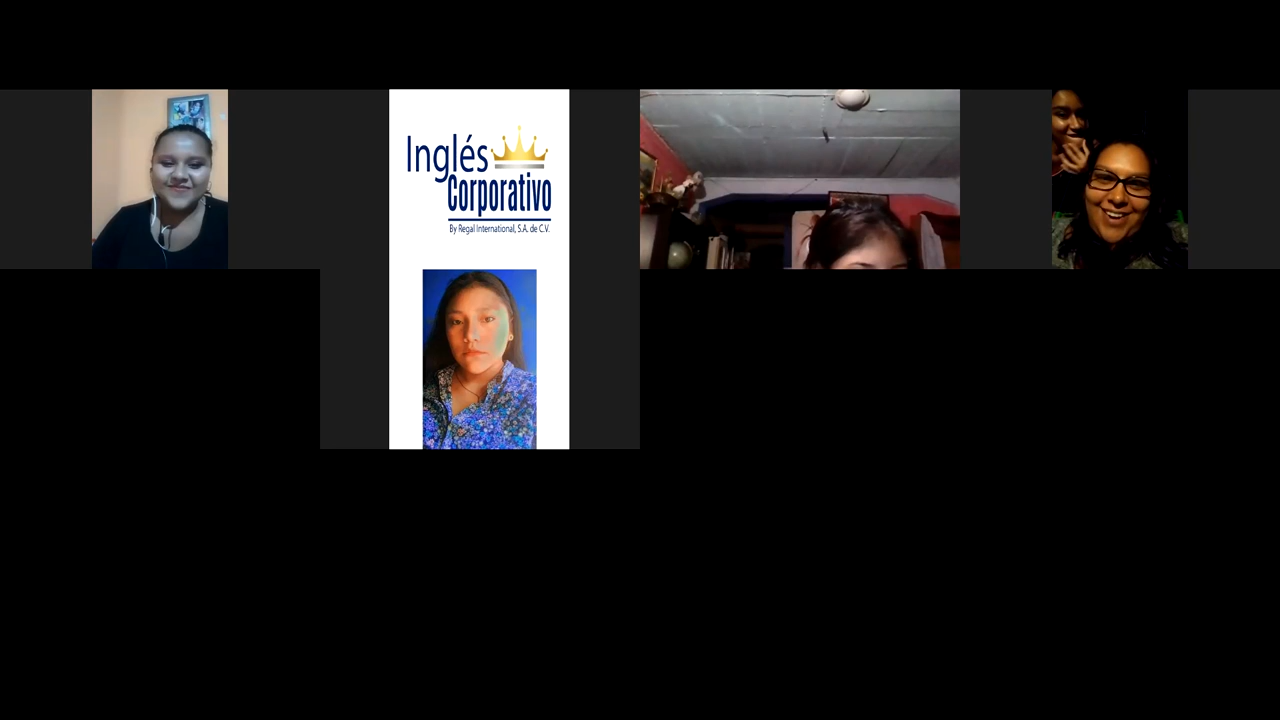 Inglés
Corporativo
By Regal International, S.A. de C.V.